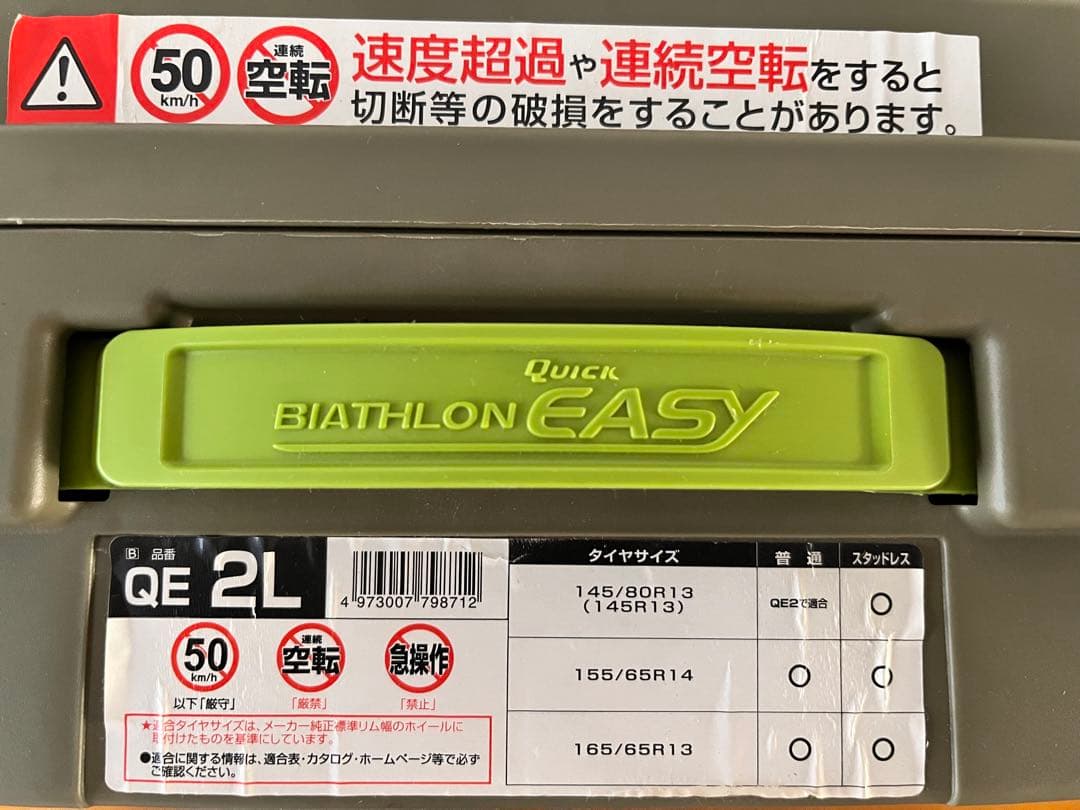 50
km/h
連続
空転
速度超過や連続空転をすると
切断等の破損をすることがあります。
QUICK
BIATHLON EASY
B 品番
QE 2L
4 973007 798712
50
km/h
以下「厳守」
連続
空転
「厳禁」
急操作
「禁止」
★適合タイヤサイズは、メーカー純正標準リム幅のホイールに
取付けたものを基準にしています。
●適合に関する情報は、適合表・カタログ・ホームページ等で必ず
ご確認ください。
タイヤサイズ 普通 スタッドレス
145/80R13
(145R13) QE2で適合 ○
155/65R14 ○ ○
165/65R13 ○ ○